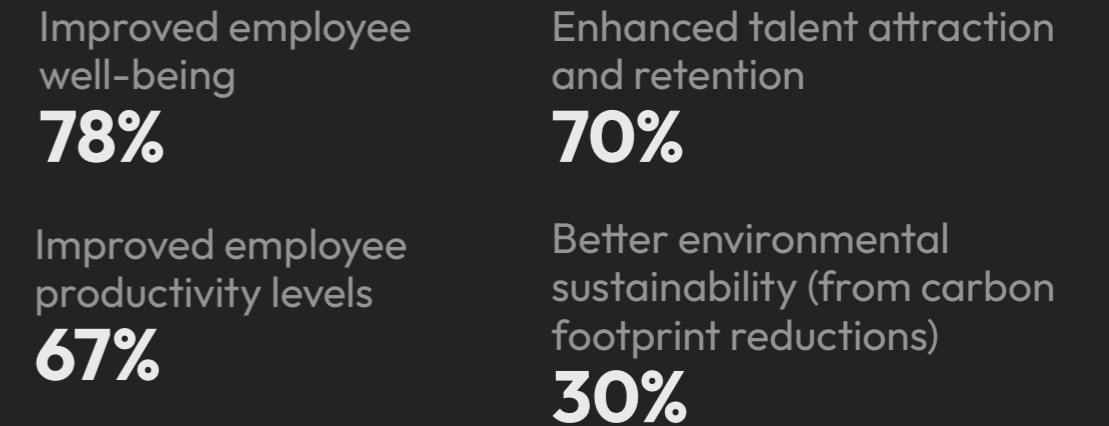 Improved employee
well-being
78%
Enhanced talent attraction
and retention
70%
Improved employee
productivity levels
67%
Better environmental
sustainability (from carbon
footprint reductions)
30%